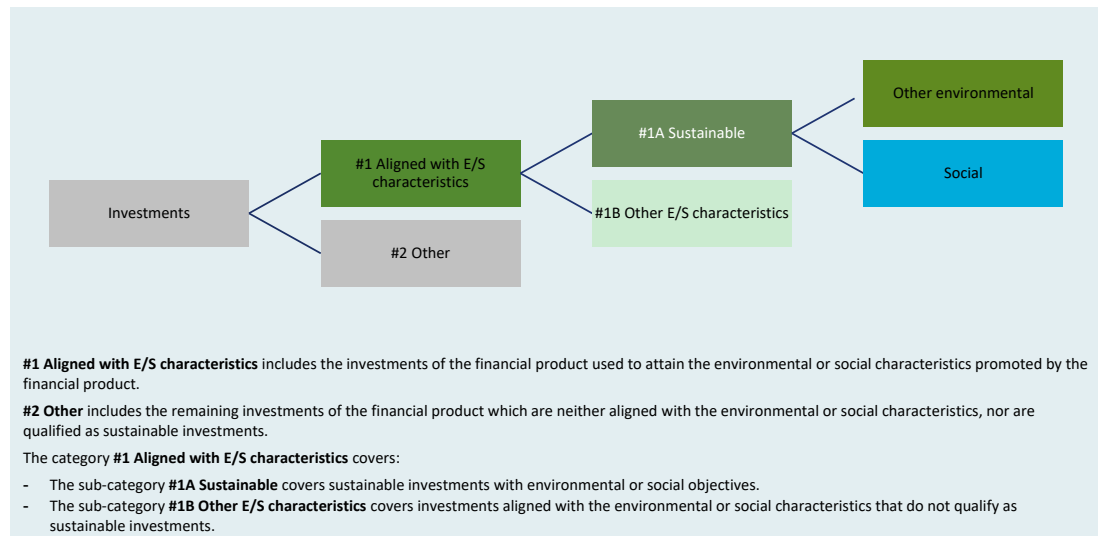 Other environmental
#1A Sustainable
#1 Aligned with E/S
characteristics
Social
Investments
#1B Other E/S characteristics
#2 Other
#1 Aligned with E/S characteristics includes the investments of the financial product used to attain the environmental or social characteristics promoted by the
financial product.
#2 Other includes the remaining investments of the financial product which are neither aligned with the environmental or social characteristics, nor are
qualified as sustainable investments.
The category #1 Aligned with E/S characteristics covers:
- The sub-category #1A Sustainable covers sustainable investments with environmental or social objectives.
- The sub-category #1B Other E/S characteristics covers investments aligned with the environmental or social characteristics that do not qualify as
sustainable investments.